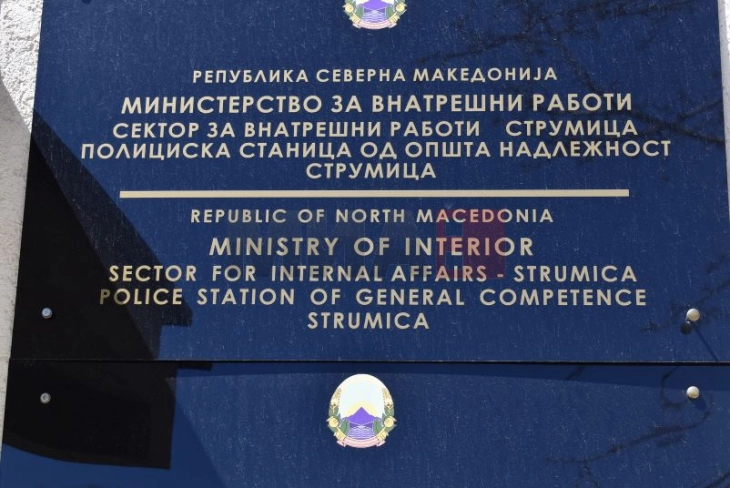 РЕПУБЛИКА СЕВЕРНА МАКЕДОНИЈА
МИНИСТЕРСТВО ЗА ВНАТРЕШНИ РАБОТИ
СЕКТОР ЗА ВНАТРЕШНИ РАБОТИ СТРУМИЦА
ПОЛИЦИСКА СТАНИЦА ОД ОПШТА НАДЛЕЖНОСТ
СТРУМИЦА
REPUBLIC OF NORTH MACEDONIA
MINISTRY OF INTERIOR
SECTOR FOR INTERNAL AFFAIRS - STRUMICA
POLICE STATION OF GENERAL COMPETENCE
STRUMICA